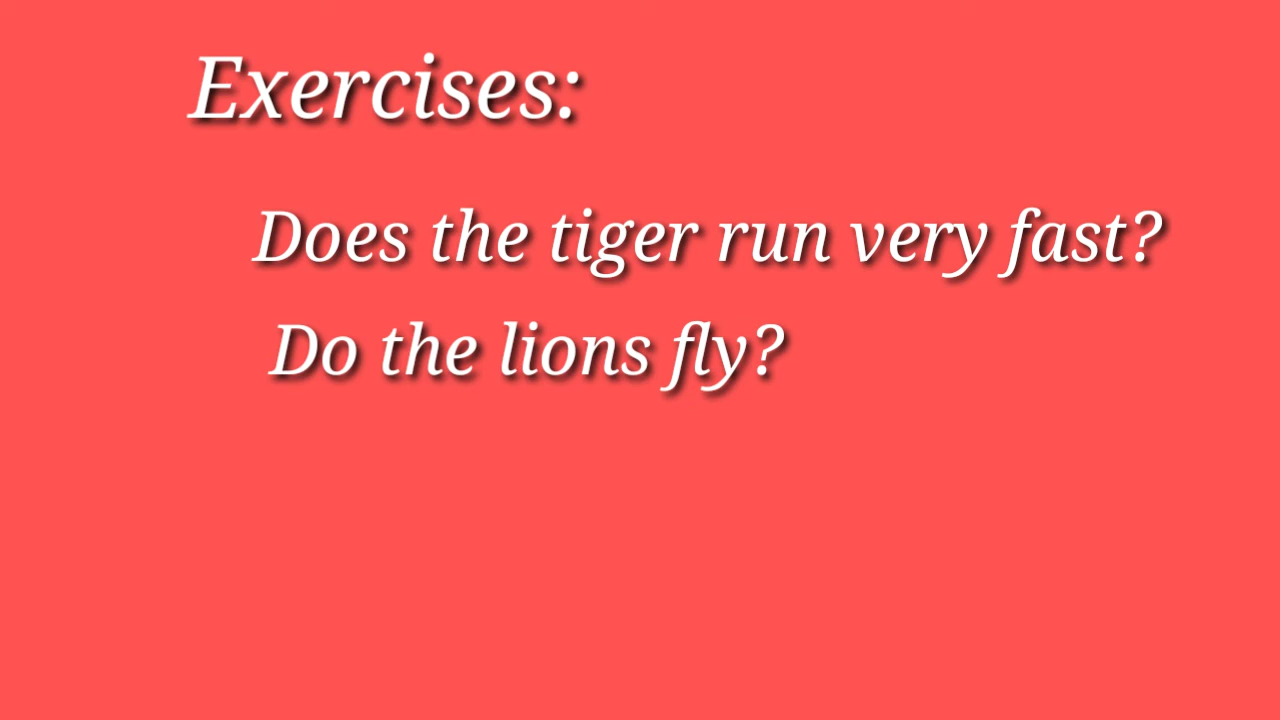 Exercises:
Does the tiger run very fast?
Do the lions fly?